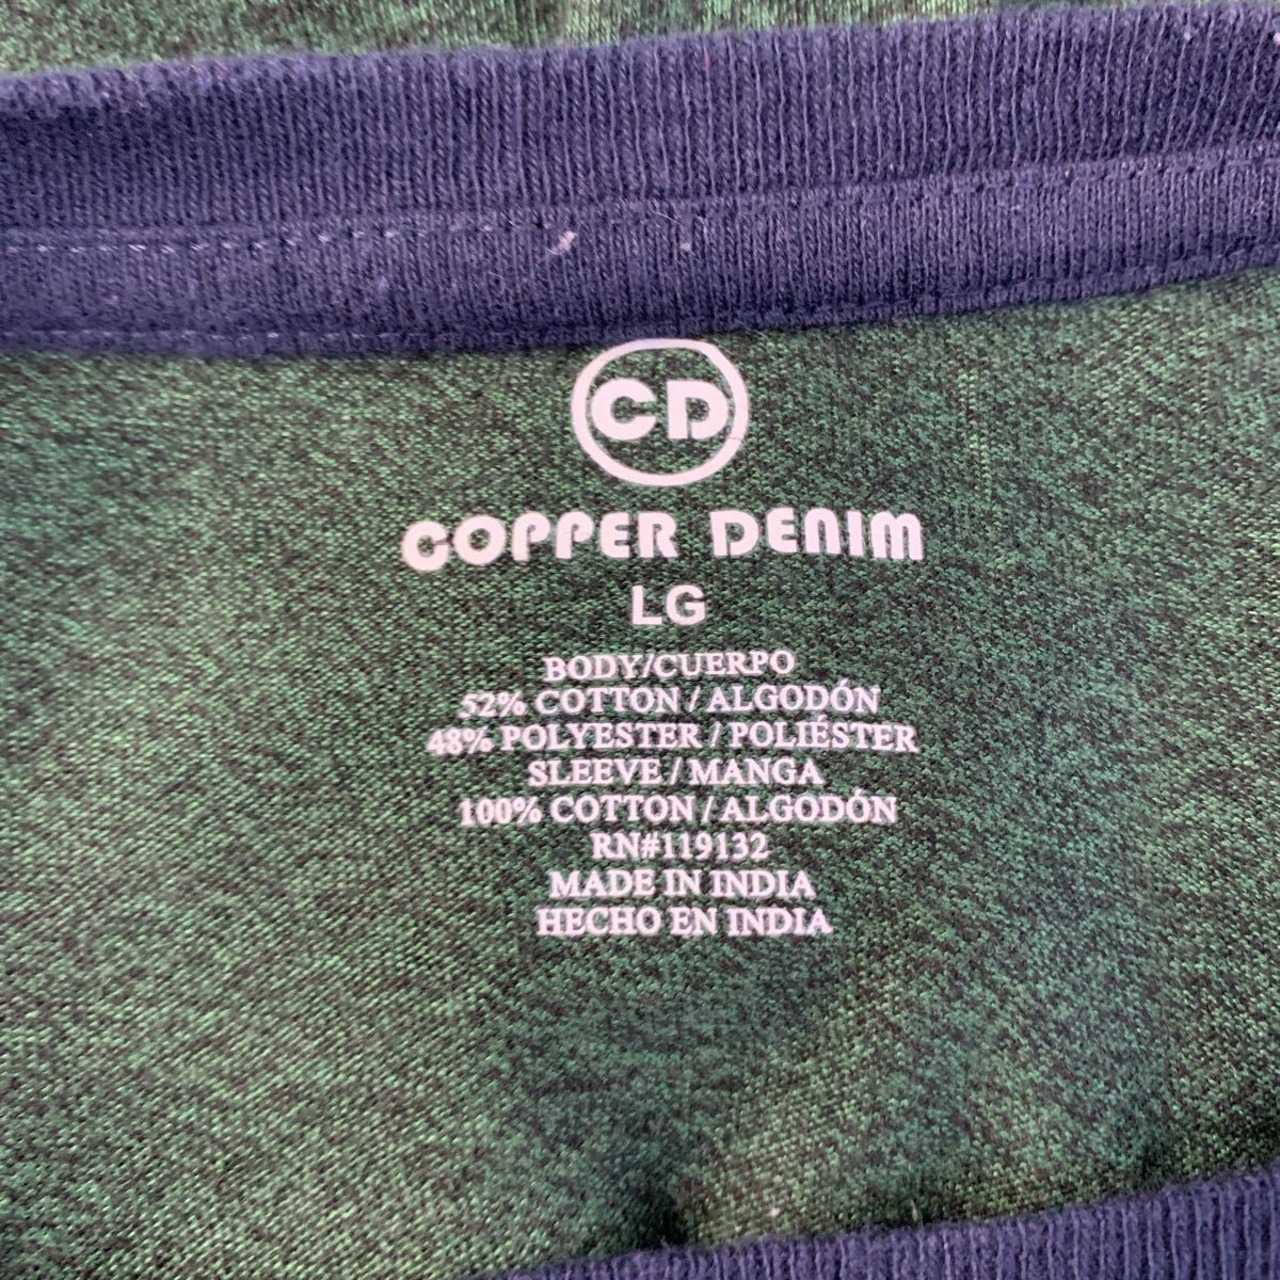 CD
COPPER DENIM
LG
BODY/CUERPO
52% COTTON / ALGODÓN
48% POLYESTER / POLIÉSTER
SLEEVE / MANGA
100% COTTON / ALGODÓN
RN#119132
MADE IN INDIA
HECHO EN INDIA